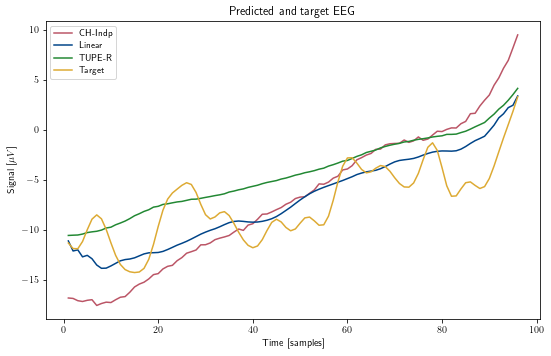 Predicted and target EEG
CH-Indp
Linear
TUPE-R
Target
10
5
0
−5
−10
−15
Signal [μV]
0
20
40
60
80
100
Time [samples]